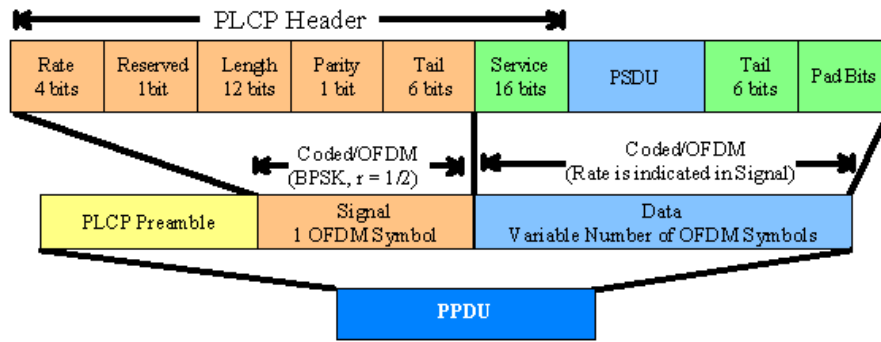 PLCP Header
Rate
4 bits
Reserved
1bit
Length
12 bits
Parity
1 bit
Tail
6 bits
Service
16 bits
PSDU
Tail
6 bits
Pad Bits
Coded/OFDM
(BPSK, r = 1/2)
Coded/OFDM
(Rate is indicated in Signal)
PLCP Preamble
Signal
1 OFDM Symbol
Data
Variable Number of OFDM Symbols
PPDU